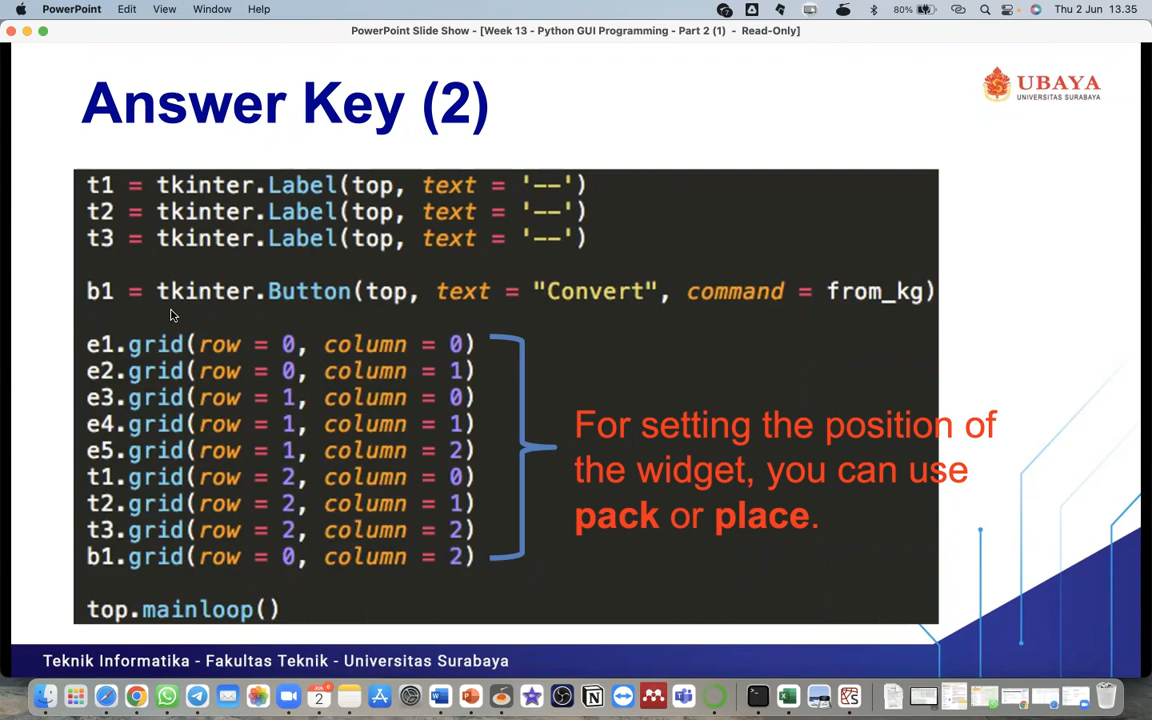 PowerPoint Edit View Window Help 80% Thu 2 Jun 13.35
PowerPoint Slide Show - [Week 13 - Python GUI Programming - Part 2 (1) - Read-Only]
Answer Key (2)
UBAYA
UNIVERSITAS SURABAYA
t1 = tkinter.Label(top, text = '--')
t2 = tkinter.Label(top, text = '--')
t3 = tkinter.Label(top, text = '--')
b1 = tkinter.Button(top, text = "Convert", command = from_kg)
e1.grid(row = 0, column = 0)
e2.grid(row = 0, column = 1)
e3.grid(row = 1, column = 0)
e4.grid(row = 1, column = 1)
e5.grid(row = 1, column = 2)
t1.grid(row = 2, column = 0)
t2.grid(row = 2, column = 1)
t3.grid(row = 2, column = 2)
b1.grid(row = 0, column = 2)
top.mainloop()
For setting the position of
the widget, you can use
pack or place.
Teknik Informatika - Fakultas Teknik - Universitas Surabaya
2